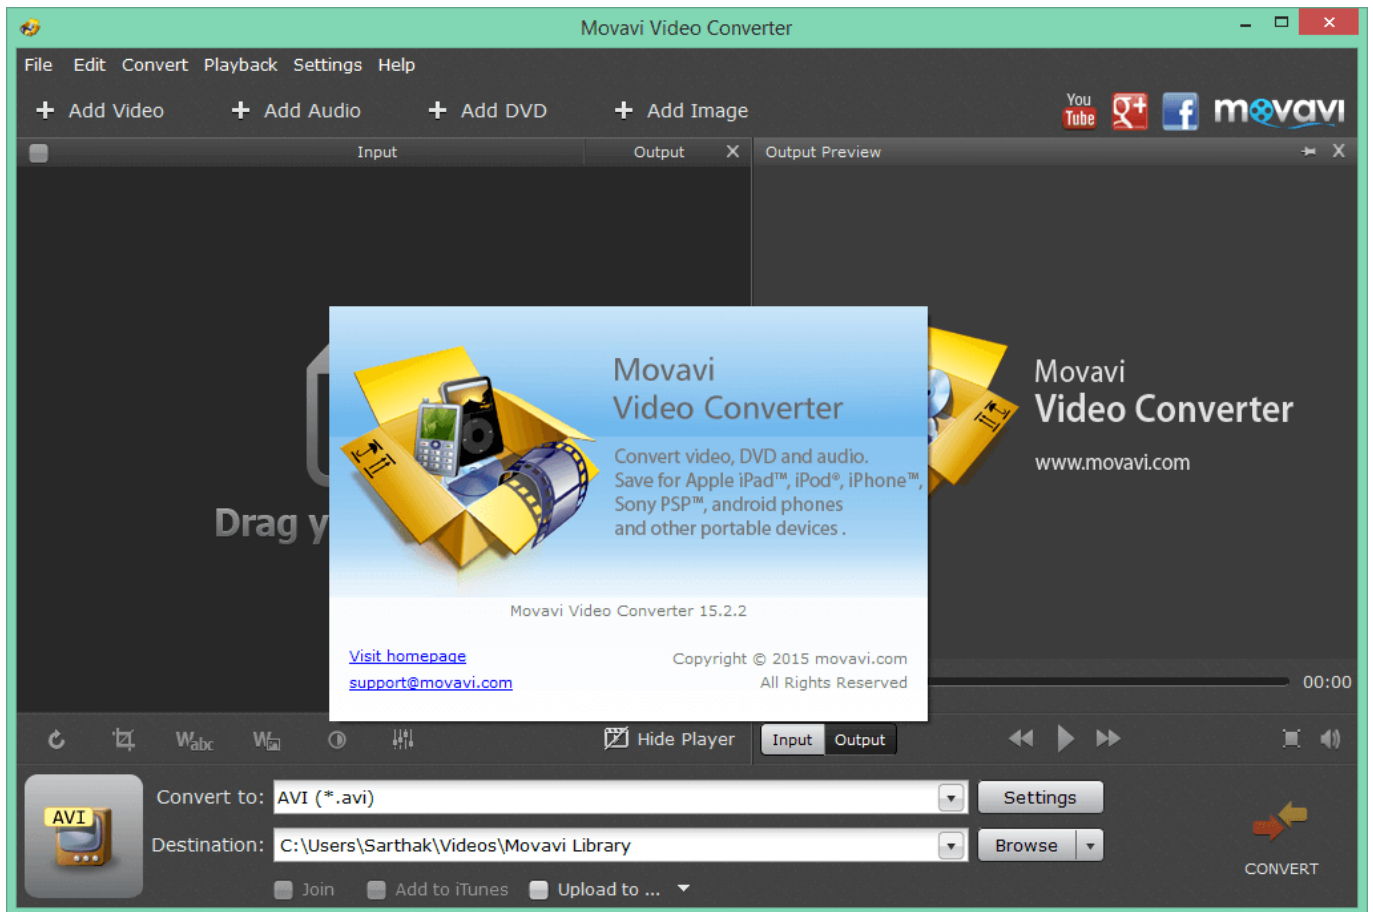 Movavi Video Converter
File Edit Convert Playback Settings Help
+ Add Video + Add Audio + Add DVD + Add Image
You Tube g+ f movavi
Input Output X Output Preview X
Drag y
Movavi
Video Converter
Convert video, DVD and audio.
Save for Apple iPad™, iPod®, iPhone™,
Sony PSP™, android phones
and other portable devices .
Movavi Video Converter 15.2.2
Visit homepage
support@movavi.com
Copyright © 2015 movavi.com
All Rights Reserved
Movavi
Video Converter
www.movavi.com
00:00
Wabc W Hide Player Input Output
AVI
Convert to: AVI (*.avi) Settings
Destination: C:\Users\Sarthak\Videos\Movavi Library Browse
Join Add to iTunes Upload to ...
CONVERT